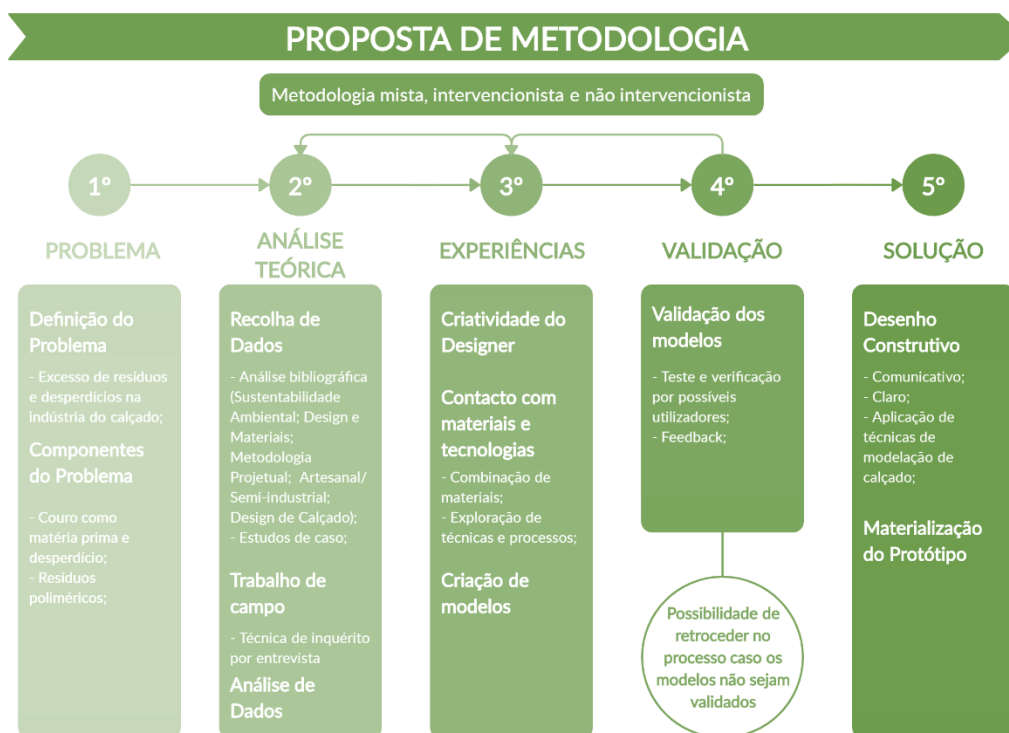 PROPOSTA DE METODOLOGIA
Metodologia mista, intervencionista e não intervencionista
1º
2º
3º
4º
5º
PROBLEMA
ANÁLISE
TEÓRICA
EXPERIÊNCIAS
VALIDAÇÃO
SOLUÇÃO
Definição do
Problema
- Excesso de resíduos
e desperdícios na
indústria do calçado;
Componentes
do Problema
- Couro como
matéria prima e
desperdício;
- Resíduos
poliméricos;
Recolha de
Dados
- Análise bibliográfica
(Sustentabilidade
Ambiental; Design e
Materiais;
Metodologia
Projetual; Artesanal/
Semi-industrial;
Design de Calçado);
- Estudos de caso;
Trabalho de
campo
- Técnica de inquérito
por entrevista
Análise de
Dados
Criatividade do
Designer
Contacto com
materiais e
tecnologias
- Combinação de
materiais;
- Exploração de
técnicas e processos;
Criação de
modelos
Validação dos
modelos
- Teste e verificação
por possíveis
utilizadores;
- Feedback;
Possibilidade de
retroceder no
processo caso os
modelos não sejam
validados
Desenho
Construtivo
- Comunicativo;
- Claro;
- Aplicação de
técnicas de
modelação de
calçado;
Materialização
do Protótipo